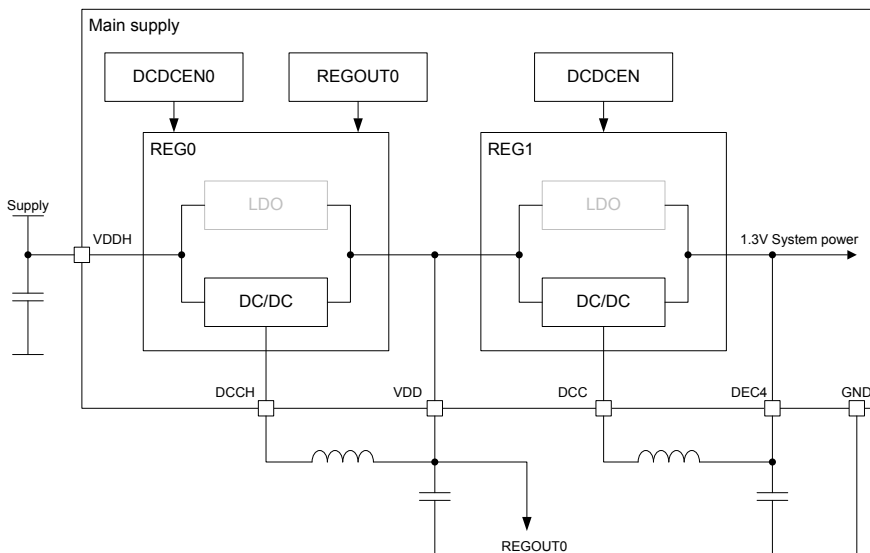 Main supply
DCDCEN0
REGOUT0
DCDCEN
REG0
REG1
LDO
LDO
Supply
VDDH
1.3V System power
DC/DC
DC/DC
DCCH
VDD
DCC
DEC4
GND
REGOUT0